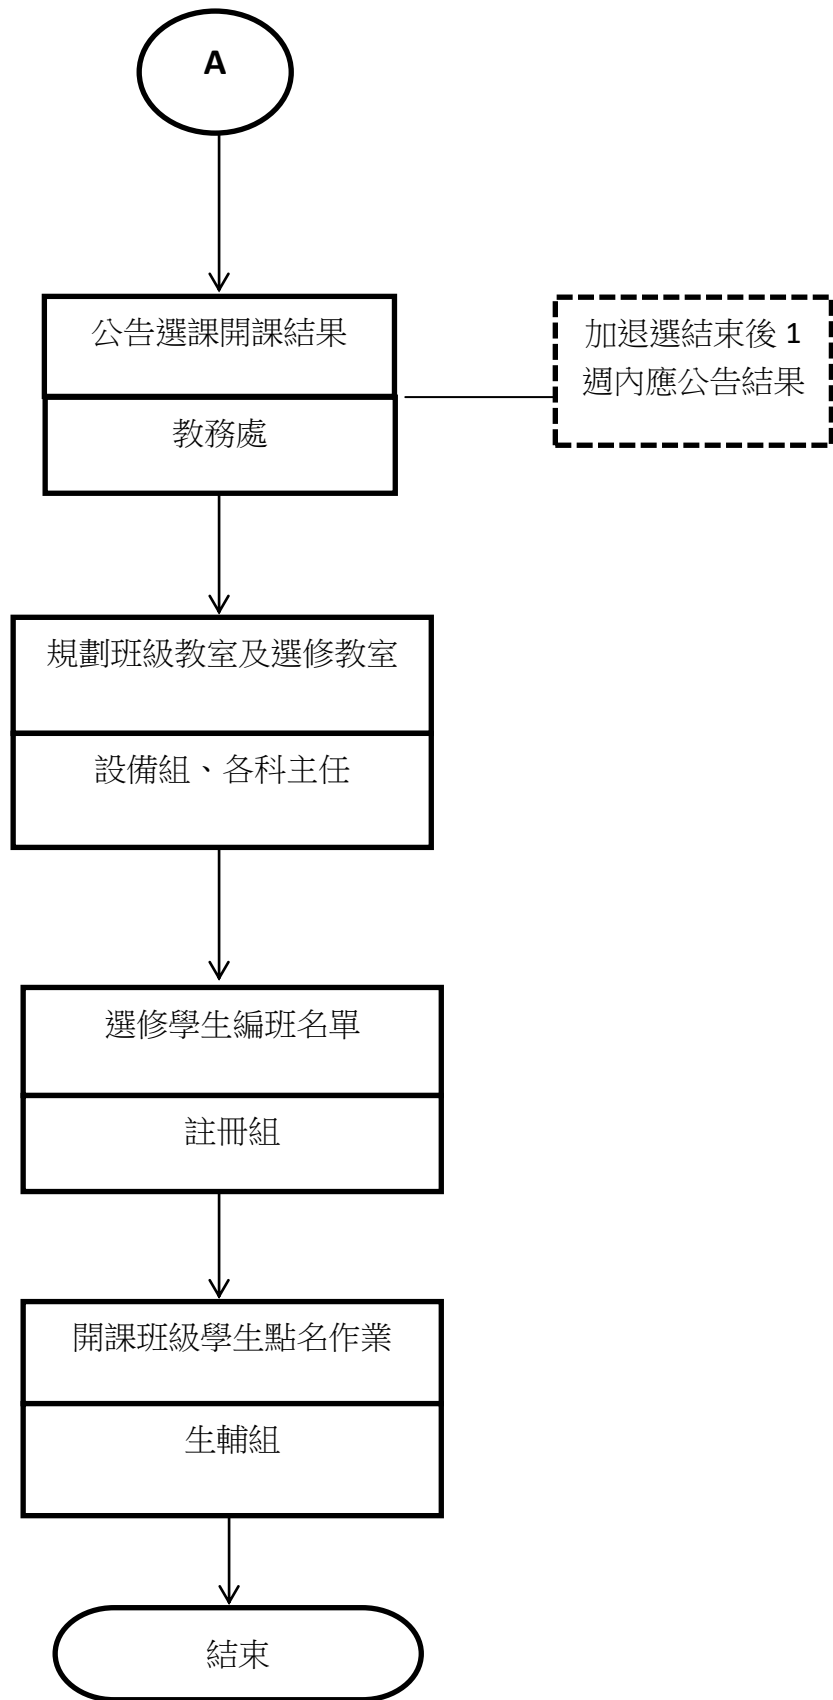 A
公告選課開課結果
教務處
加退選結束後 1
週內應公告結果
規劃班級教室及選修教室
設備組、各科主任
選修學生編班名單
註冊組
開課班級學生點名作業
生輔組
結束